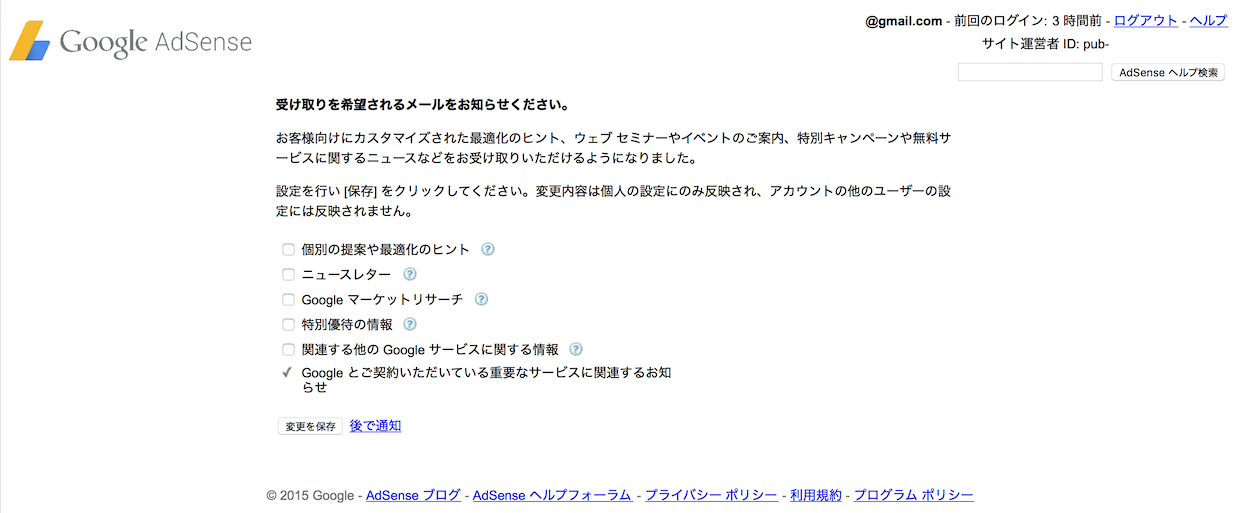 Google AdSense
@gmail.com - 前回のログイン: 3 時間前 - ログアウト - ヘルプ
サイト運営者 ID: pub-
AdSense ヘルプ検索
受け取りを希望されるメールをお知らせください。
お客様向けにカスタマイズされた最適化のヒント、ウェブ セミナーやイベントのご案内、特別キャンペーンや無料サ
ービスに関するニュースなどをお受け取りいただけるようになりました。
設定を行い [保存] をクリックしてください。変更内容は個人の設定にのみ反映され、アカウントの他のユーザーの設
定には反映されません。
個別の提案や最適化のヒント ?
ニュースレター ?
Google マーケットリサーチ ?
特別優待の情報 ?
関連する他の Google サービスに関する情報 ?
Google とご契約いただいている重要なサービスに関連するお知
らせ
変更を保存 後で通知
© 2015 Google - AdSense ブログ - AdSense ヘルプフォーラム - プライバシー ポリシー - 利用規約 - プログラム ポリシー